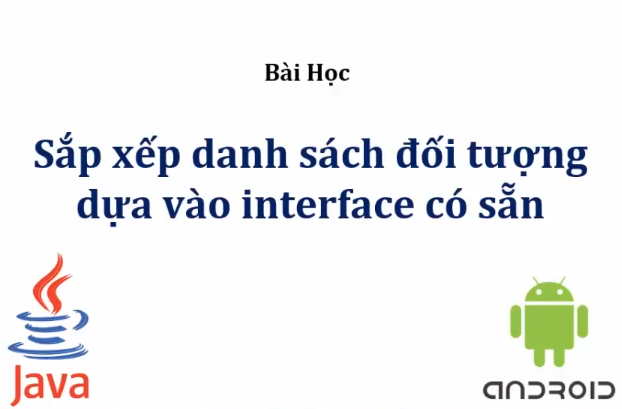 Bài Học
Sắp xếp danh sách đối tượng
dựa vào interface có sẵn
Java
ANDROID